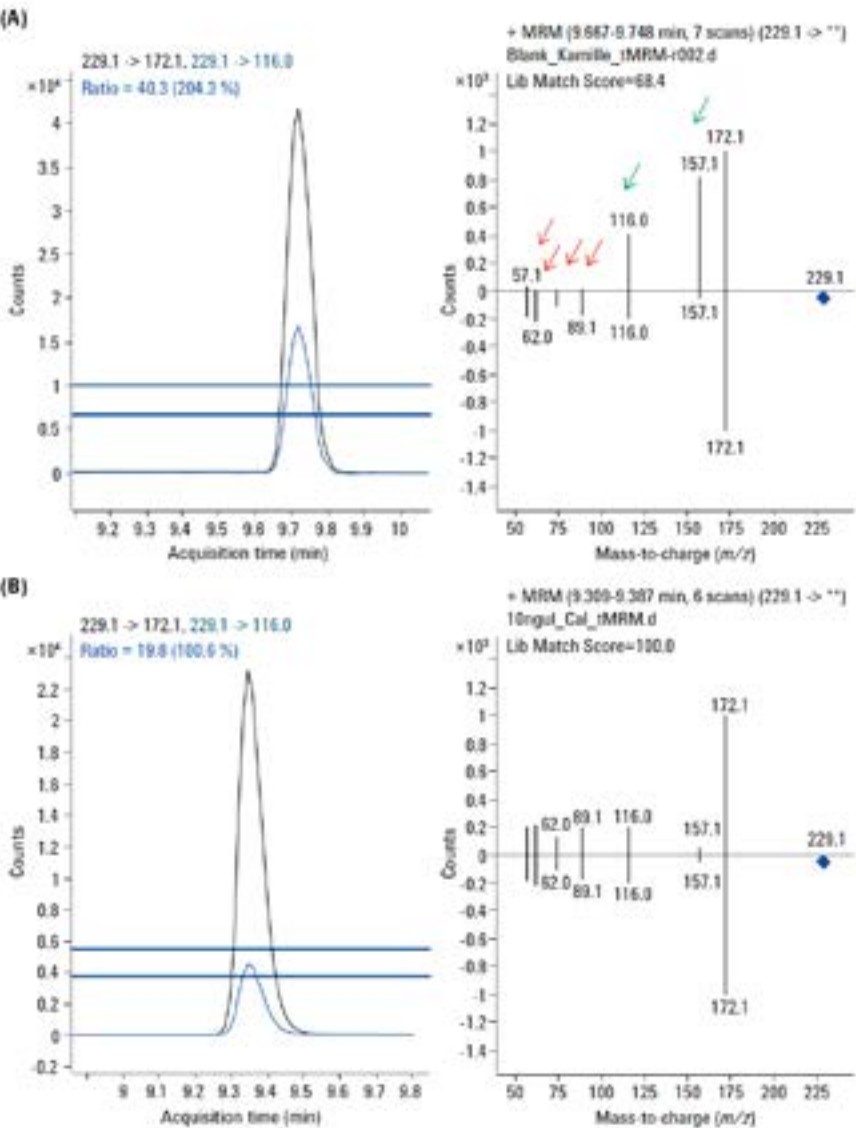 (A)
229.1 -> 172.1, 229.1 -> 116.0
Ratio = 40.3 (204.3 %)
×10⁴
4
3.5
3
2.5
2
1.5
1
0.5
0
Counts
9.2 9.3 9.4 9.5 9.6 9.7 9.8 9.9 10
Acquisition time (min)
+ MRM (9.667-9.748 min, 7 scans) (229.1 -> **)
Blank_Kamille_tMRM-r002.d
×10³
Lib Match Score=68.4
1.2
1
0.8
0.6
0.4
0.2
0
-0.2
-0.4
-0.6
-0.8
-1
-1.2
-1.4
Counts
172.1
157.1
116.0
57.1
229.1
62.0
89.1
116.0
157.1
172.1
50 75 100 125 150 175 200 225
Mass-to-charge (m/z)
(B)
229.1 -> 172.1, 229.1 -> 116.0
Ratio = 19.8 (100.6 %)
×10⁴
2.2
2
1.8
1.6
1.4
1.2
1
0.8
0.6
0.4
0.2
0
-0.2
Counts
9 9.1 9.2 9.3 9.4 9.5 9.6 9.7 9.8
Acquisition time (min)
+ MRM (9.309-9.387 min, 6 scans) (229.1 -> **)
10ngul_Cal_tMRM.d
×10³
Lib Match Score=100.0
1.2
1
0.8
0.6
0.4
0.2
0
-0.2
-0.4
-0.6
-0.8
-1
-1.2
-1.4
Counts
172.1
62.0 89.1 116.0
157.1
229.1
62.0 89.1 116.0
157.1
172.1
50 75 100 125 150 175 200 225
Mass-to-charge (m/z)